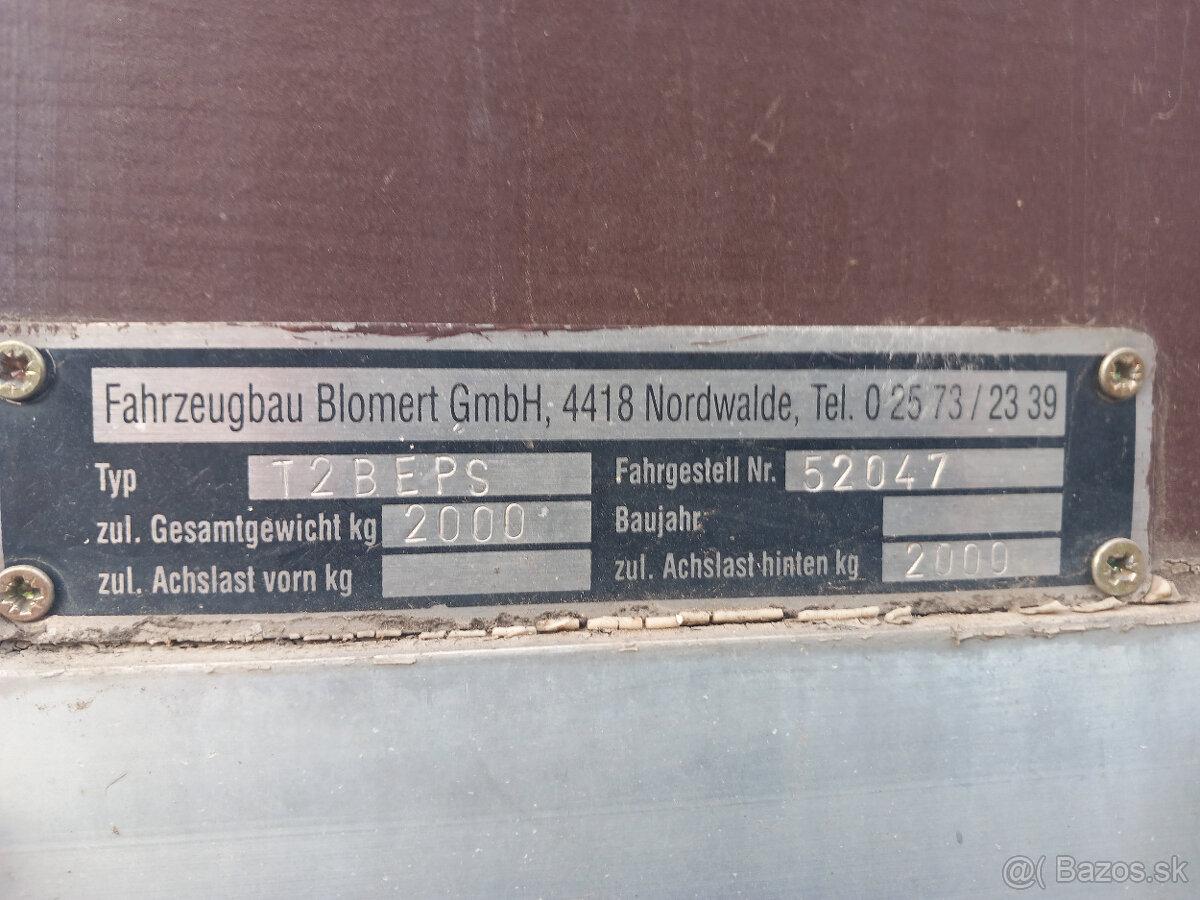 Fahrzeugbau Blomert GmbH, 4418 Nordwalde, Tel. 0 25 73 / 23 39
Typ T2BEPS Fahrgestell Nr. 52047
zul. Gesamtgewicht kg 2000 Baujahr
zul. Achslast vorn kg zul. Achslast hinten kg 2000
@( Bazos.sk